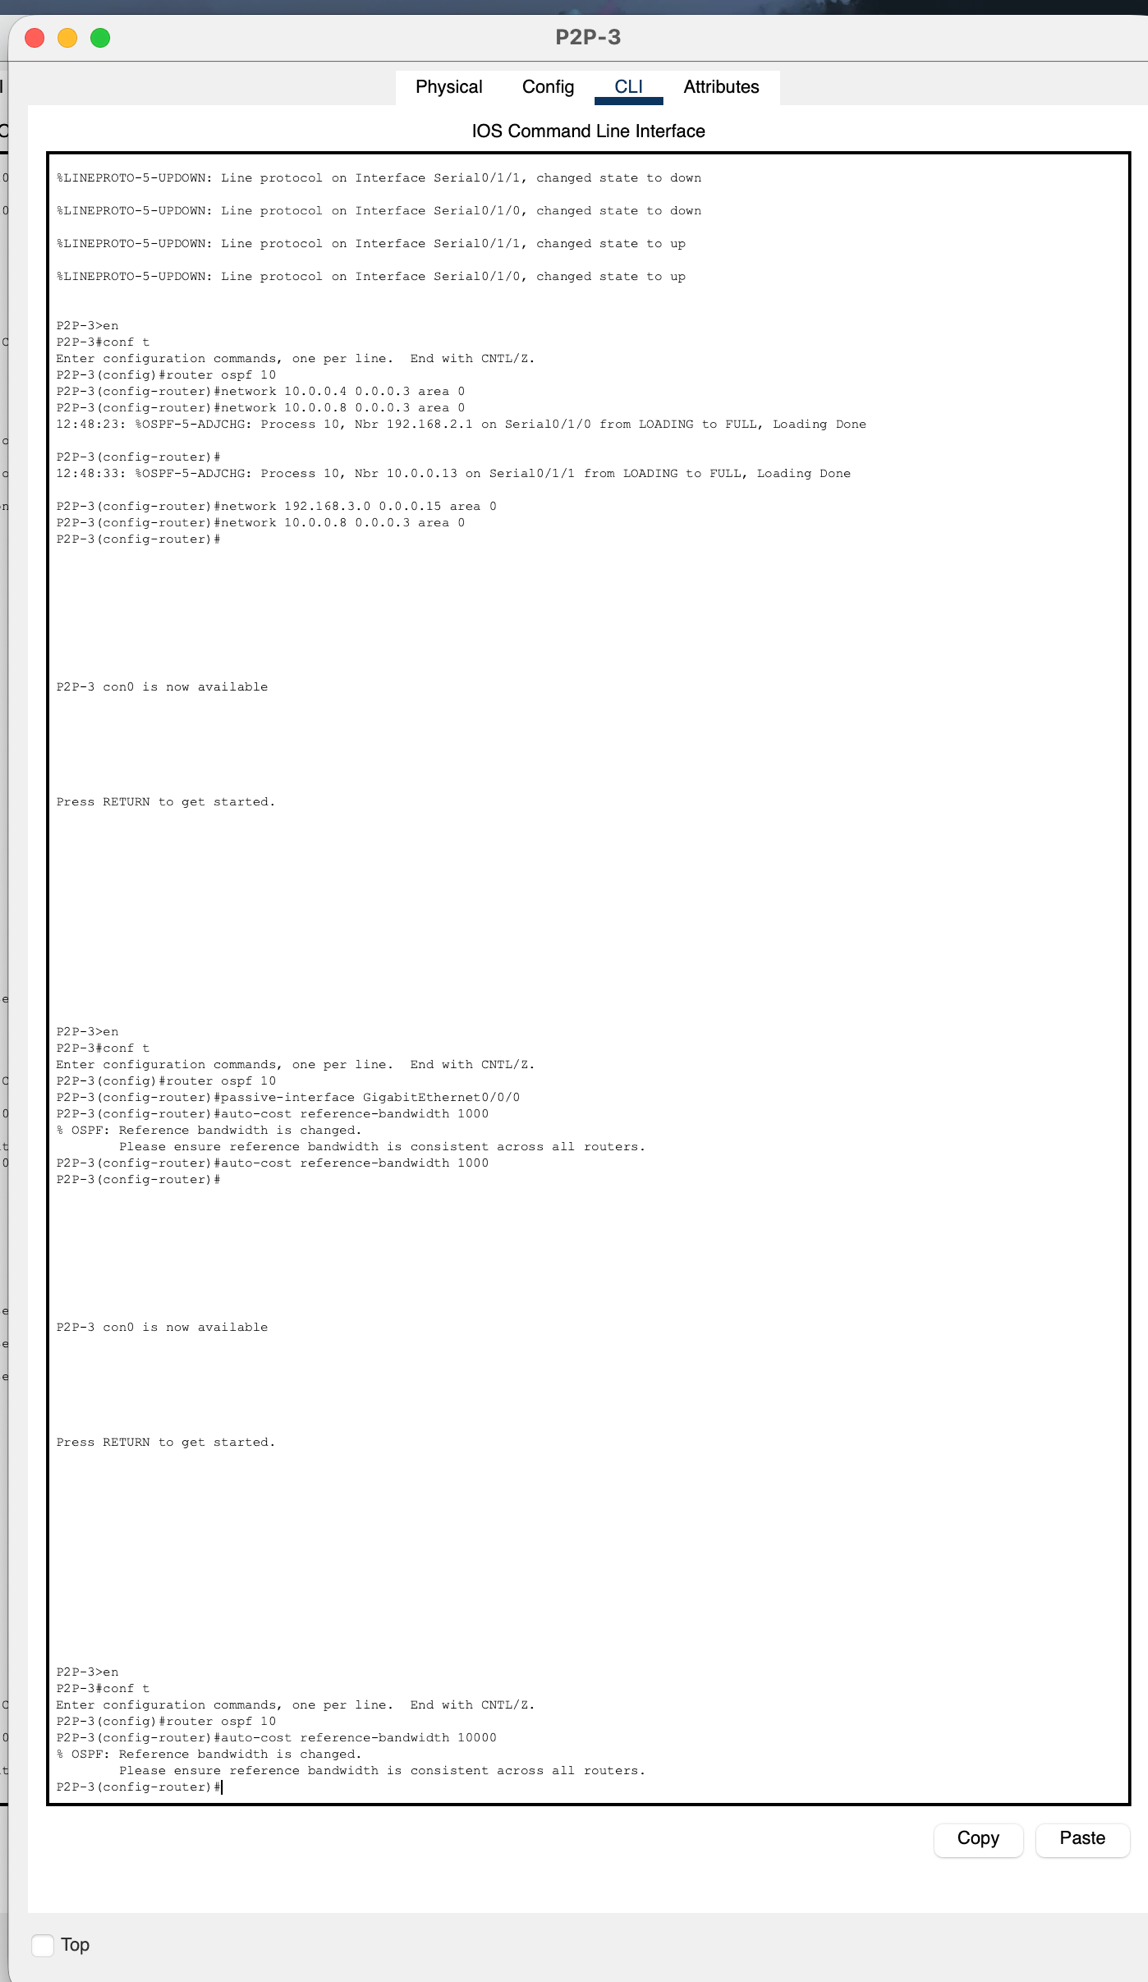 P2P-3
Physical
Config
CLI
Attributes
IOS Command Line Interface
%LINEPROTO-5-UPDOWN: Line protocol on Interface Serial0/1/1, changed state to down
%LINEPROTO-5-UPDOWN: Line protocol on Interface Serial0/1/0, changed state to down
%LINEPROTO-5-UPDOWN: Line protocol on Interface Serial0/1/1, changed state to up
%LINEPROTO-5-UPDOWN: Line protocol on Interface Serial0/1/0, changed state to up
P2P-3>en
P2P-3#conf t
Enter configuration commands, one per line.  End with CNTL/Z.
P2P-3(config)#router ospf 10
P2P-3(config-router)#network 10.0.0.4 0.0.0.3 area 0
P2P-3(config-router)#network 10.0.0.8 0.0.0.3 area 0
12:48:23: %OSPF-5-ADJCHG: Process 10, Nbr 192.168.2.1 on Serial0/1/0 from LOADING to FULL, Loading Done
P2P-3(config-router)#
12:48:33: %OSPF-5-ADJCHG: Process 10, Nbr 10.0.0.13 on Serial0/1/1 from LOADING to FULL, Loading Done
P2P-3(config-router)#network 192.168.3.0 0.0.0.15 area 0
P2P-3(config-router)#network 10.0.0.8 0.0.0.3 area 0
P2P-3(config-router)#
P2P-3 con0 is now available
Press RETURN to get started.
P2P-3>en
P2P-3#conf t
Enter configuration commands, one per line.  End with CNTL/Z.
P2P-3(config)#router ospf 10
P2P-3(config-router)#passive-interface GigabitEthernet0/0/0
P2P-3(config-router)#auto-cost reference-bandwidth 1000
% OSPF: Reference bandwidth is changed.
        Please ensure reference bandwidth is consistent across all routers.
P2P-3(config-router)#auto-cost reference-bandwidth 1000
P2P-3(config-router)#
P2P-3 con0 is now available
Press RETURN to get started.
P2P-3>en
P2P-3#conf t
Enter configuration commands, one per line.  End with CNTL/Z.
P2P-3(config)#router ospf 10
P2P-3(config-router)#auto-cost reference-bandwidth 10000
% OSPF: Reference bandwidth is changed.
        Please ensure reference bandwidth is consistent across all routers.
P2P-3(config-router)#
Copy
Paste
Top